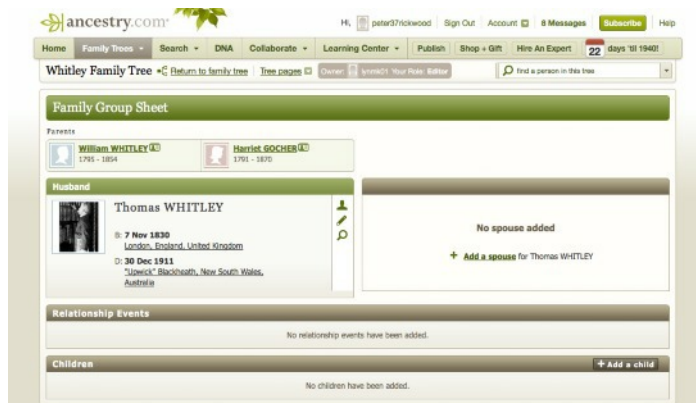 ancestry.com
Hi, peter37rickwood Sign Out Account 8 Messages Subscribe Help
Home Family Trees Search DNA Collaborate Learning Center Publish Shop + Gift Hire An Expert 22 days 'til 1940!
Whitley Family Tree Return to family tree Tree pages Owner: lynmk01 Your Role: Editor find a person in this tree
Family Group Sheet
Parents
William WHITLEY
1795 - 1854
Harriet GOCHER
1791 - 1870
Husband
Thomas WHITLEY
B: 7 Nov 1830
London, England, United Kingdom
D: 30 Dec 1911
"Upwick" Blackheath, New South Wales,
Australia
No spouse added
+ Add a spouse for Thomas WHITLEY
Relationship Events
No relationship events have been added.
Children
+ Add a child
No children have been added.